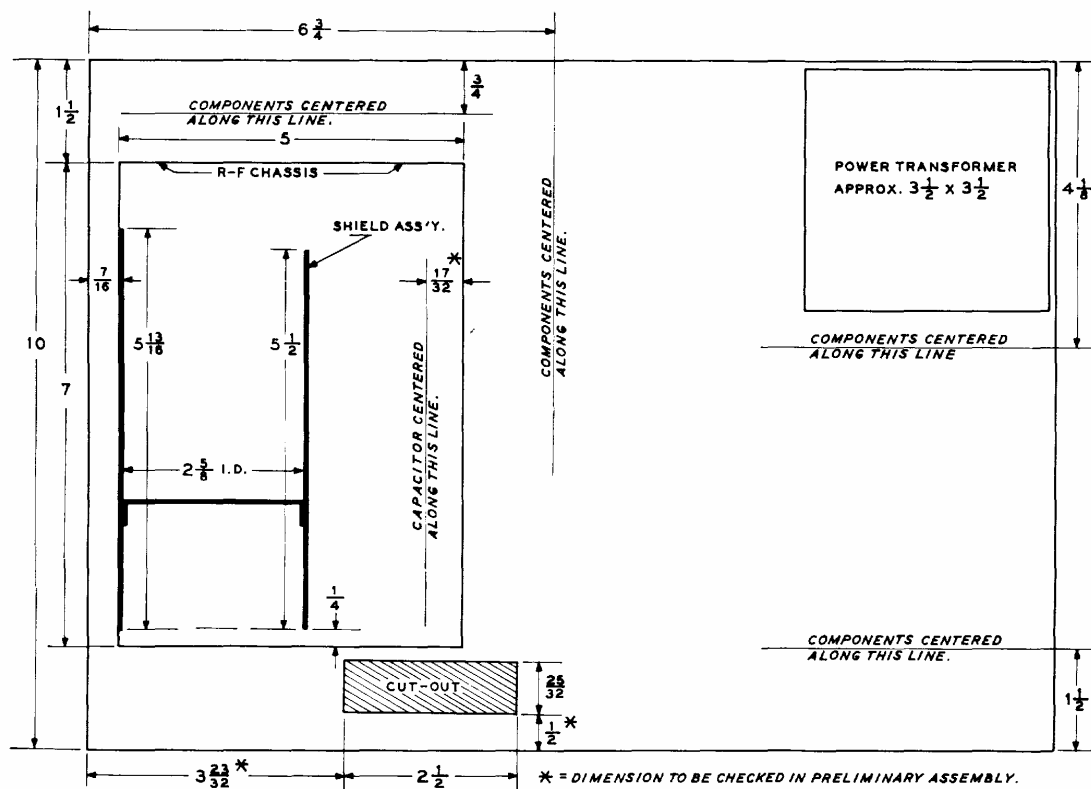 6 3/4
1 1/2
3/4
COMPONENTS CENTERED
ALONG THIS LINE.
5
R-F CHASSIS
POWER TRANSFORMER
APPROX. 3 1/2 x 3 1/2
4 1/8
SHIELD ASS'Y.
7/16
17/32 *
COMPONENTS CENTERED
ALONG THIS LINE.
10
7
5 13/16
5 1/2
COMPONENTS CENTERED
ALONG THIS LINE
CAPACITOR CENTERED
ALONG THIS LINE.
2 5/8 I.D.
1/4
COMPONENTS CENTERED
ALONG THIS LINE.
CUT-OUT
25/32
1/2 *
1 1/2
3 23/32 *
2 1/2
* = DIMENSION TO BE CHECKED IN PRELIMINARY ASSEMBLY.